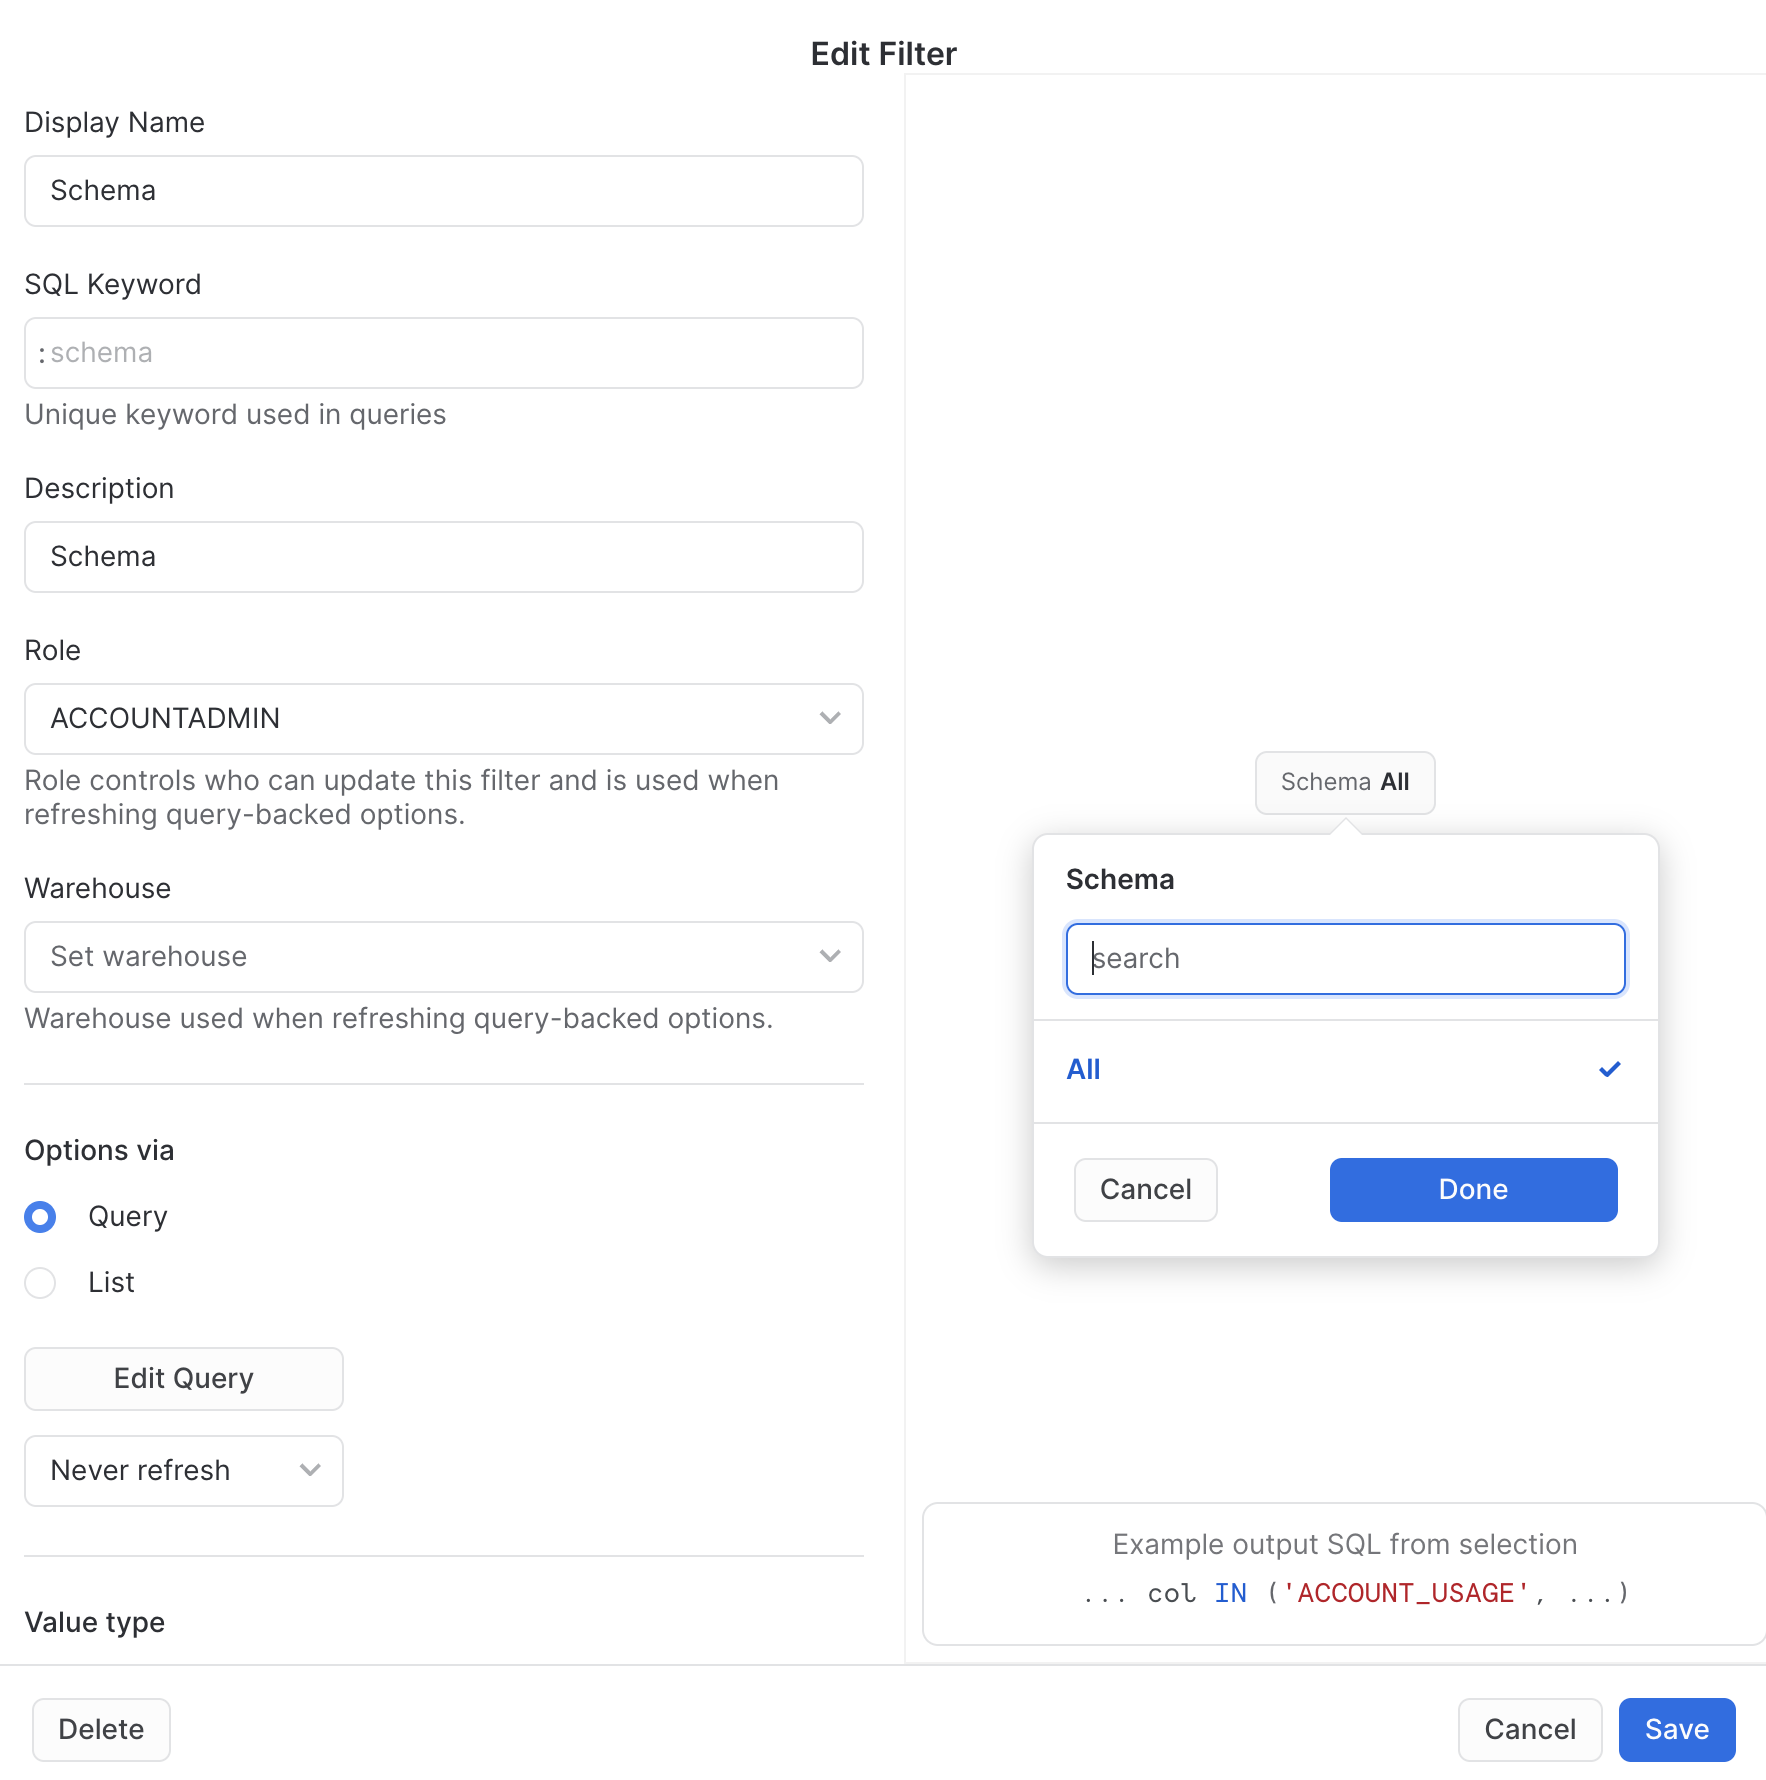 Edit Filter
Display Name
Schema
SQL Keyword
:schema
Unique keyword used in queries
Description
Schema
Role
ACCOUNTADMIN
Role controls who can update this filter and is used when
refreshing query-backed options.
Warehouse
Set warehouse
Warehouse used when refreshing query-backed options.
Options via
Query
List
Edit Query
Never refresh
Value type
Schema All
Schema
search
All
Cancel
Done
Example output SQL from selection
... col IN ('ACCOUNT_USAGE', ...)
Delete
Cancel
Save